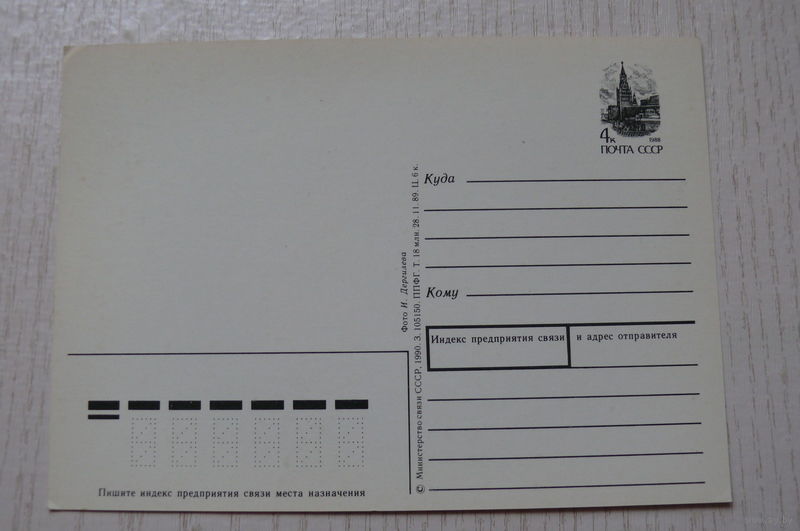 4к
1988
ПОЧТА СССР
Куда
Кому
Индекс предприятия связи
и адрес отправителя
Фото И. Дергилева
© Министерство связи СССР, 1990. З. 105150. ППФГ. Т. 18 млн. 28. 11. 89. Ц. 6 к.
Пишите индекс предприятия связи места назначения